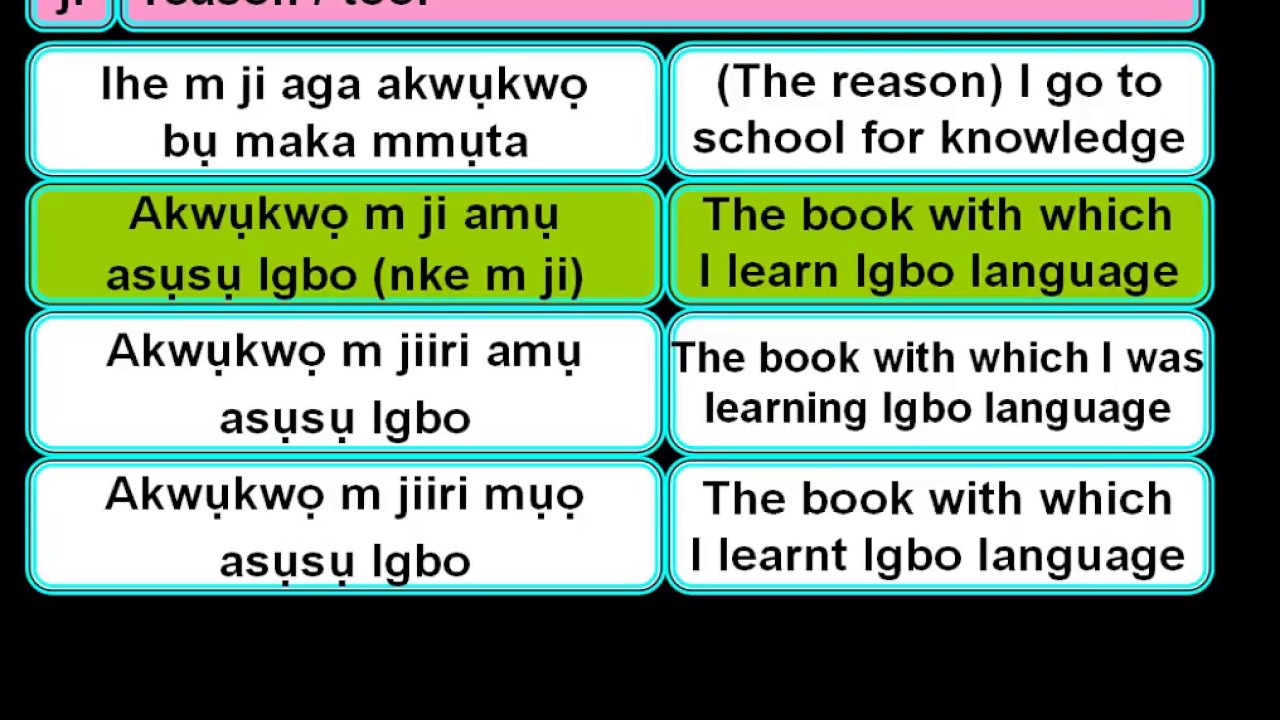 ji
reason / tool
Ihe m ji aga akwụkwọ
bụ maka mmụta
(The reason) I go to
school for knowledge
Akwụkwọ m ji amụ
asụsụ Igbo (nke m ji)
The book with which
I learn Igbo language
Akwụkwọ m jiiri amụ
asụsụ Igbo
The book with which I was
learning Igbo language
Akwụkwọ m jiiri mụọ
asụsụ Igbo
The book with which
I learnt Igbo language